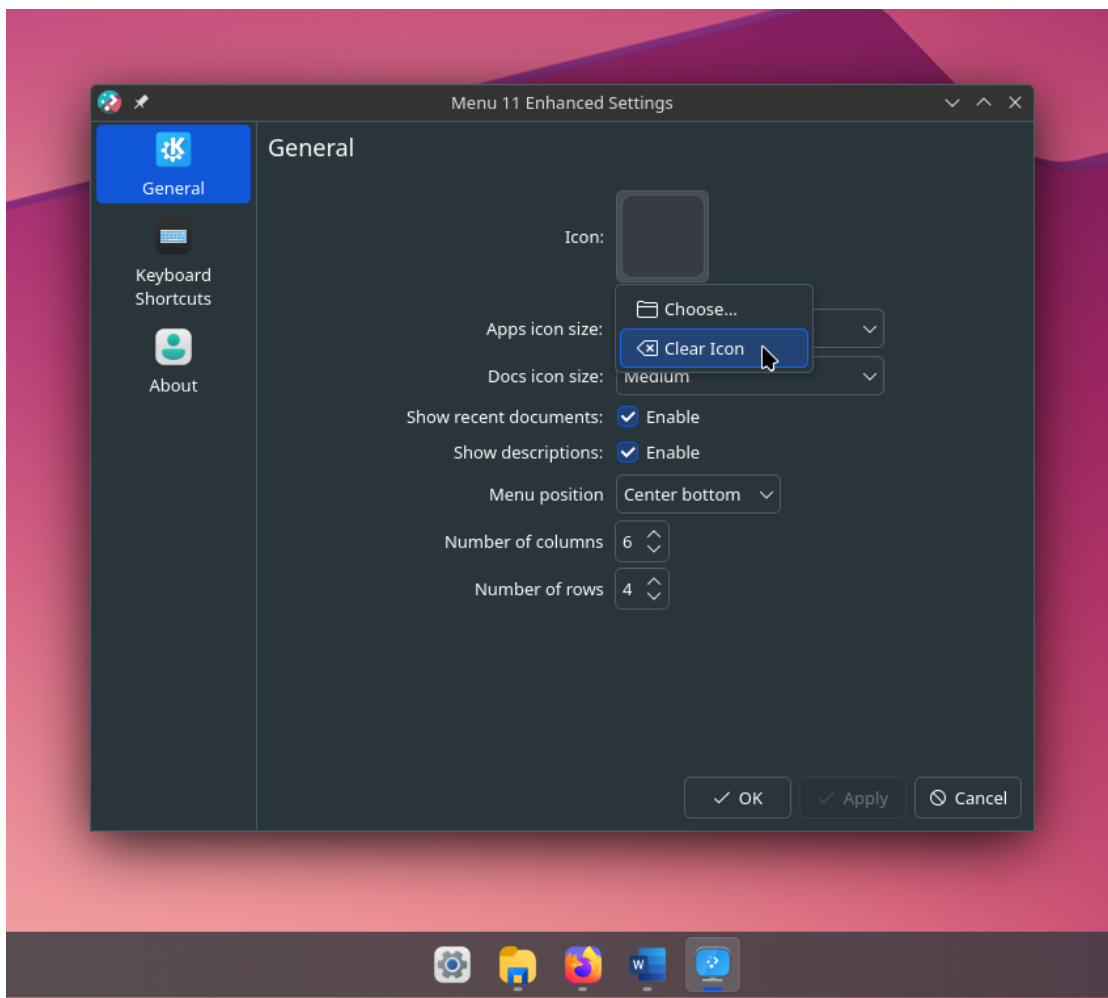 Menu 11 Enhanced Settings
General
Keyboard
Shortcuts
About
General
Icon:
Choose...
Clear Icon
Apps icon size:
Docs icon size: Medium
Show recent documents: Enable
Show descriptions: Enable
Menu position Center bottom
Number of columns 6
Number of rows 4
OK Apply Cancel
W